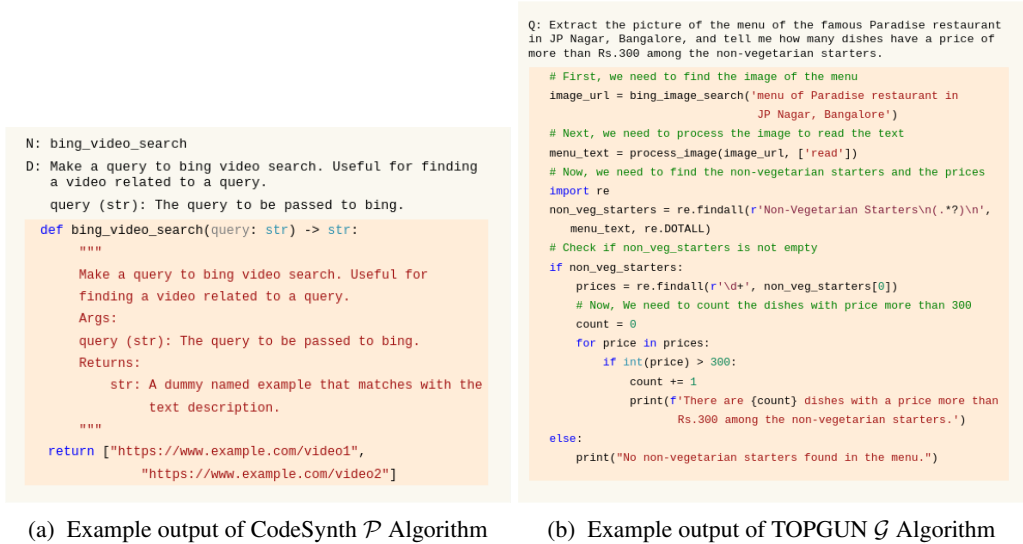 N: bing_video_search
D: Make a query to bing video search. Useful for finding
a video related to a query.
query (str): The query to be passed to bing.
def bing_video_search(query: str) -> str:
"""
Make a query to bing video search. Useful for
finding a video related to a query.
Args:
query (str): The query to be passed to bing.
Returns:
str: A dummy named example that matches with the
text description.
"""
return ["https://www.example.com/video1",
"https://www.example.com/video2"]
(a) Example output of CodeSynth 𝒫 Algorithm
Q: Extract the picture of the menu of the famous Paradise restaurant
in JP Nagar, Bangalore, and tell me how many dishes have a price of
more than Rs.300 among the non-vegetarian starters.
# First, we need to find the image of the menu
image_url = bing_image_search('menu of Paradise restaurant in
JP Nagar, Bangalore')
# Next, we need to process the image to read the text
menu_text = process_image(image_url, ['read'])
# Now, we need to find the non-vegetarian starters and the prices
import re
non_veg_starters = re.findall(r'Non-Vegetarian Starters\n(.*?)\n',
menu_text, re.DOTALL)
# Check if non_veg_starters is not empty
if non_veg_starters:
prices = re.findall(r'\d+', non_veg_starters[0])
# Now, We need to count the dishes with price more than 300
count = 0
for price in prices:
if int(price) > 300:
count += 1
print(f'There are {count} dishes with a price more than
Rs.300 among the non-vegetarian starters.')
else:
print("No non-vegetarian starters found in the menu.")
(b) Example output of TOPGUN 𝒢 Algorithm